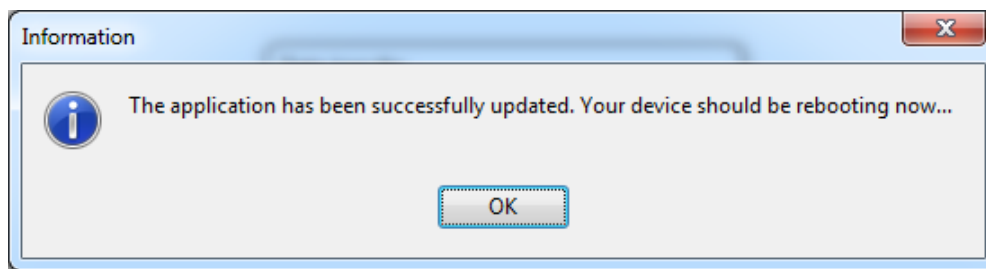 Information
The application has been successfully updated. Your device should be rebooting now...
OK